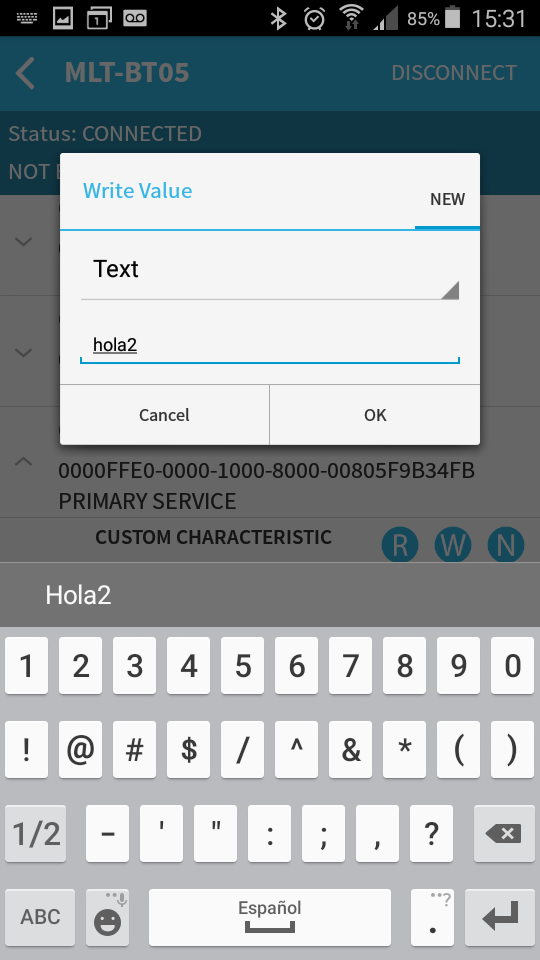 1 85% 15:31
MLT-BT05 DISCONNECT
Status: CONNECTED
NOT
Write Value NEW
Text
hola2
Cancel OK
0000FFE0-0000-1000-8000-00805F9B34FB
PRIMARY SERVICE
CUSTOM CHARACTERISTIC R W N
Hola2
1 2 3 4 5 6 7 8 9 0
! @ # $ / ^ & * ( )
1/2 - ' " : ; , ?
ABC Español . ?